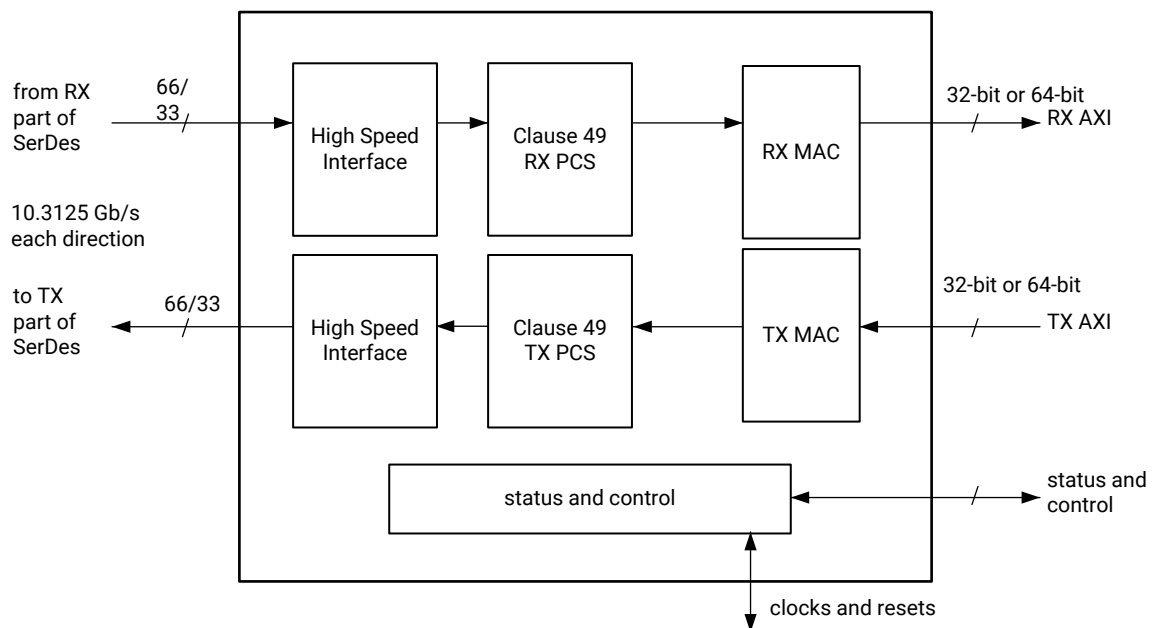 from RX
part of
SerDes
66/
33
High Speed
Interface
Clause 49
RX PCS
RX MAC
32-bit or 64-bit
RX AXI
10.3125 Gb/s
each direction
to TX
part of
SerDes
66/33
High Speed
Interface
Clause 49
TX PCS
TX MAC
32-bit or 64-bit
TX AXI
status and control
status and
control
clocks and resets